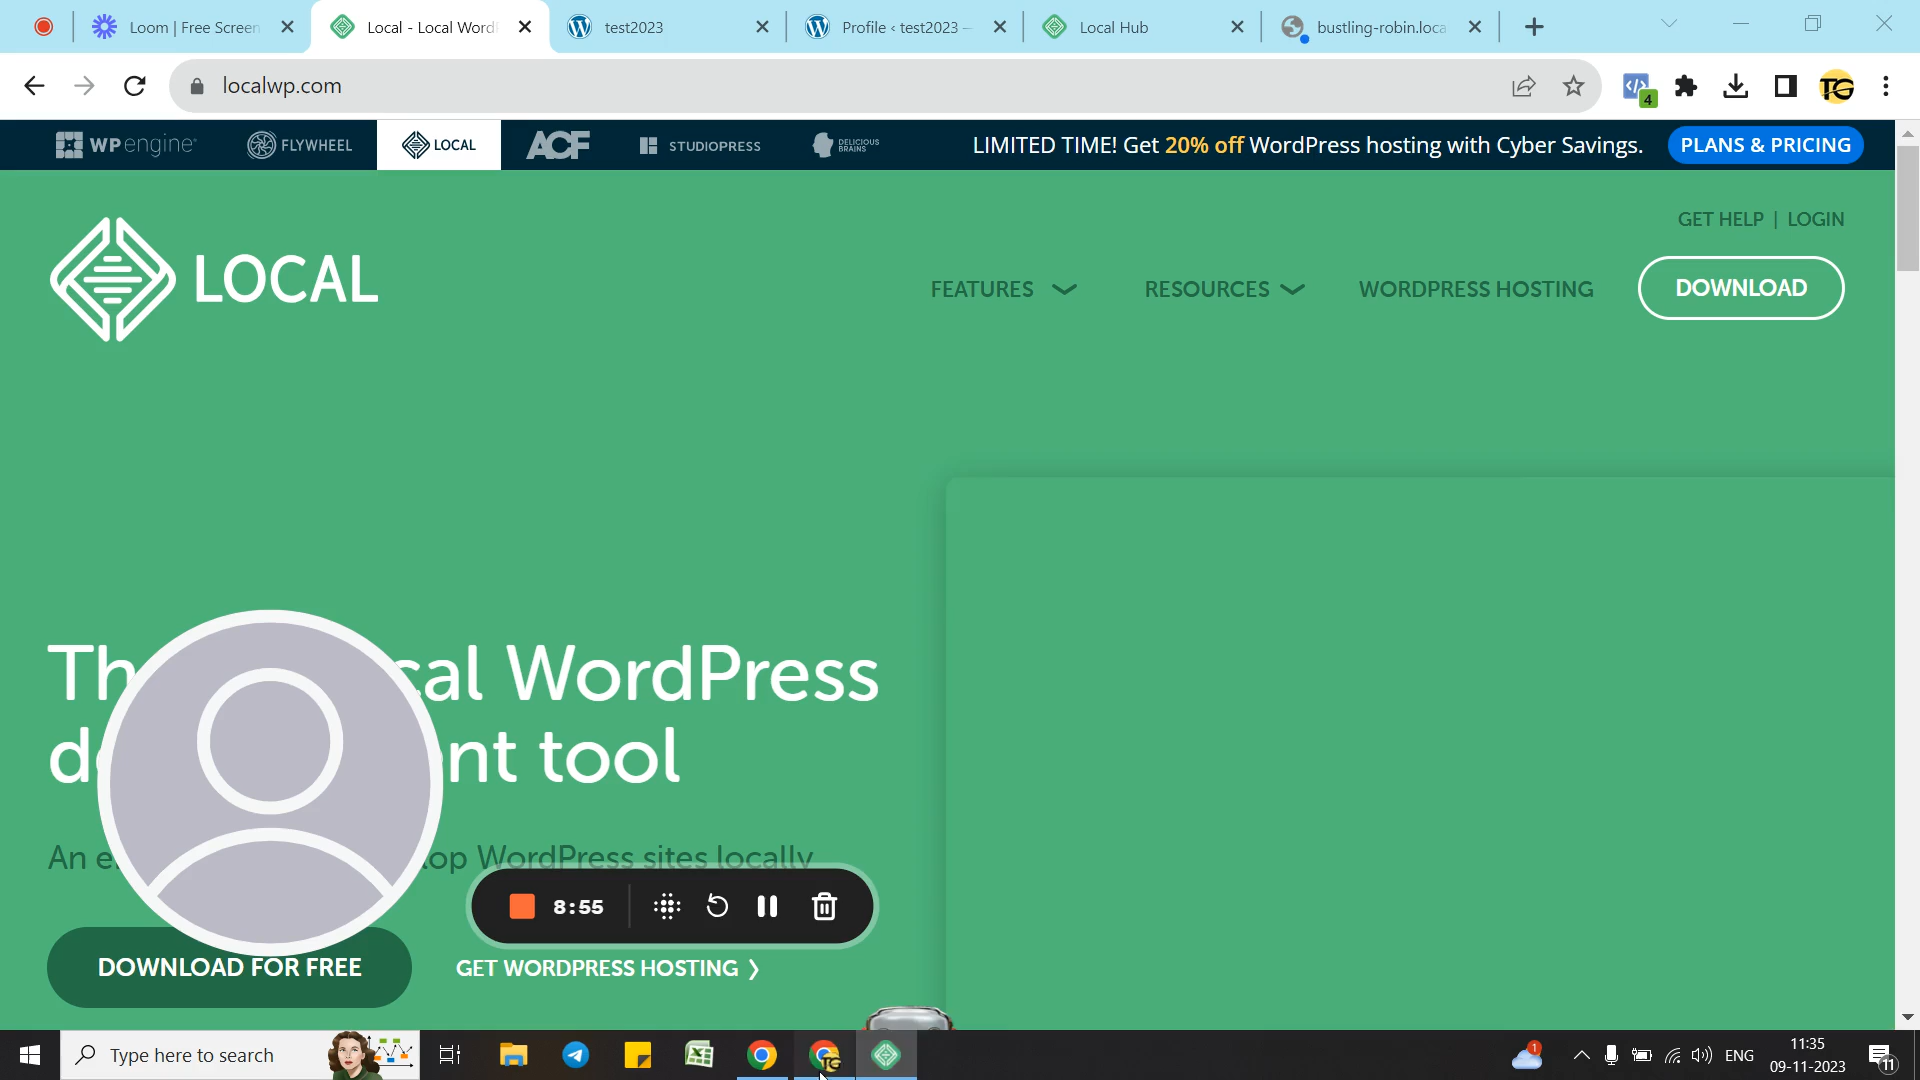 Loom | Free Screen
Local - Local Word
test2023
Profile ‹ test2023 —
Local Hub
bustling-robin.loca
localwp.com
4
TG
WP engine
FLYWHEEL
LOCAL
ACF
STUDIOPRESS
DELICIOUS
BRAINS
LIMITED TIME! Get 20% off WordPress hosting with Cyber Savings.
PLANS & PRICING
GET HELP | LOGIN
LOCAL
FEATURES
RESOURCES
WORDPRESS HOSTING
DOWNLOAD
Th cal WordPress
d nt tool
An e lop WordPress sites locally
8:55
DOWNLOAD FOR FREE
GET WORDPRESS HOSTING
Type here to search
1
ENG
11:35
09-11-2023
11